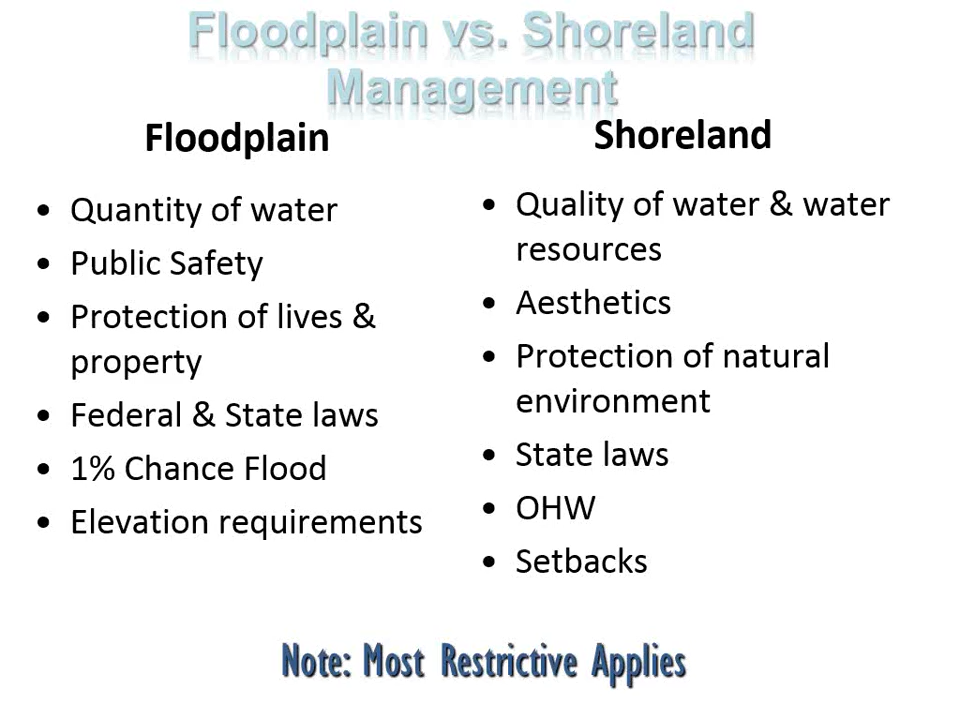 Floodplain vs. Shoreland
Management
Floodplain
• Quantity of water
• Public Safety
• Protection of lives &
property
• Federal & State laws
• 1% Chance Flood
• Elevation requirements
Shoreland
• Quality of water & water
resources
• Aesthetics
• Protection of natural
environment
• State laws
• OHW
• Setbacks
Note: Most Restrictive Applies